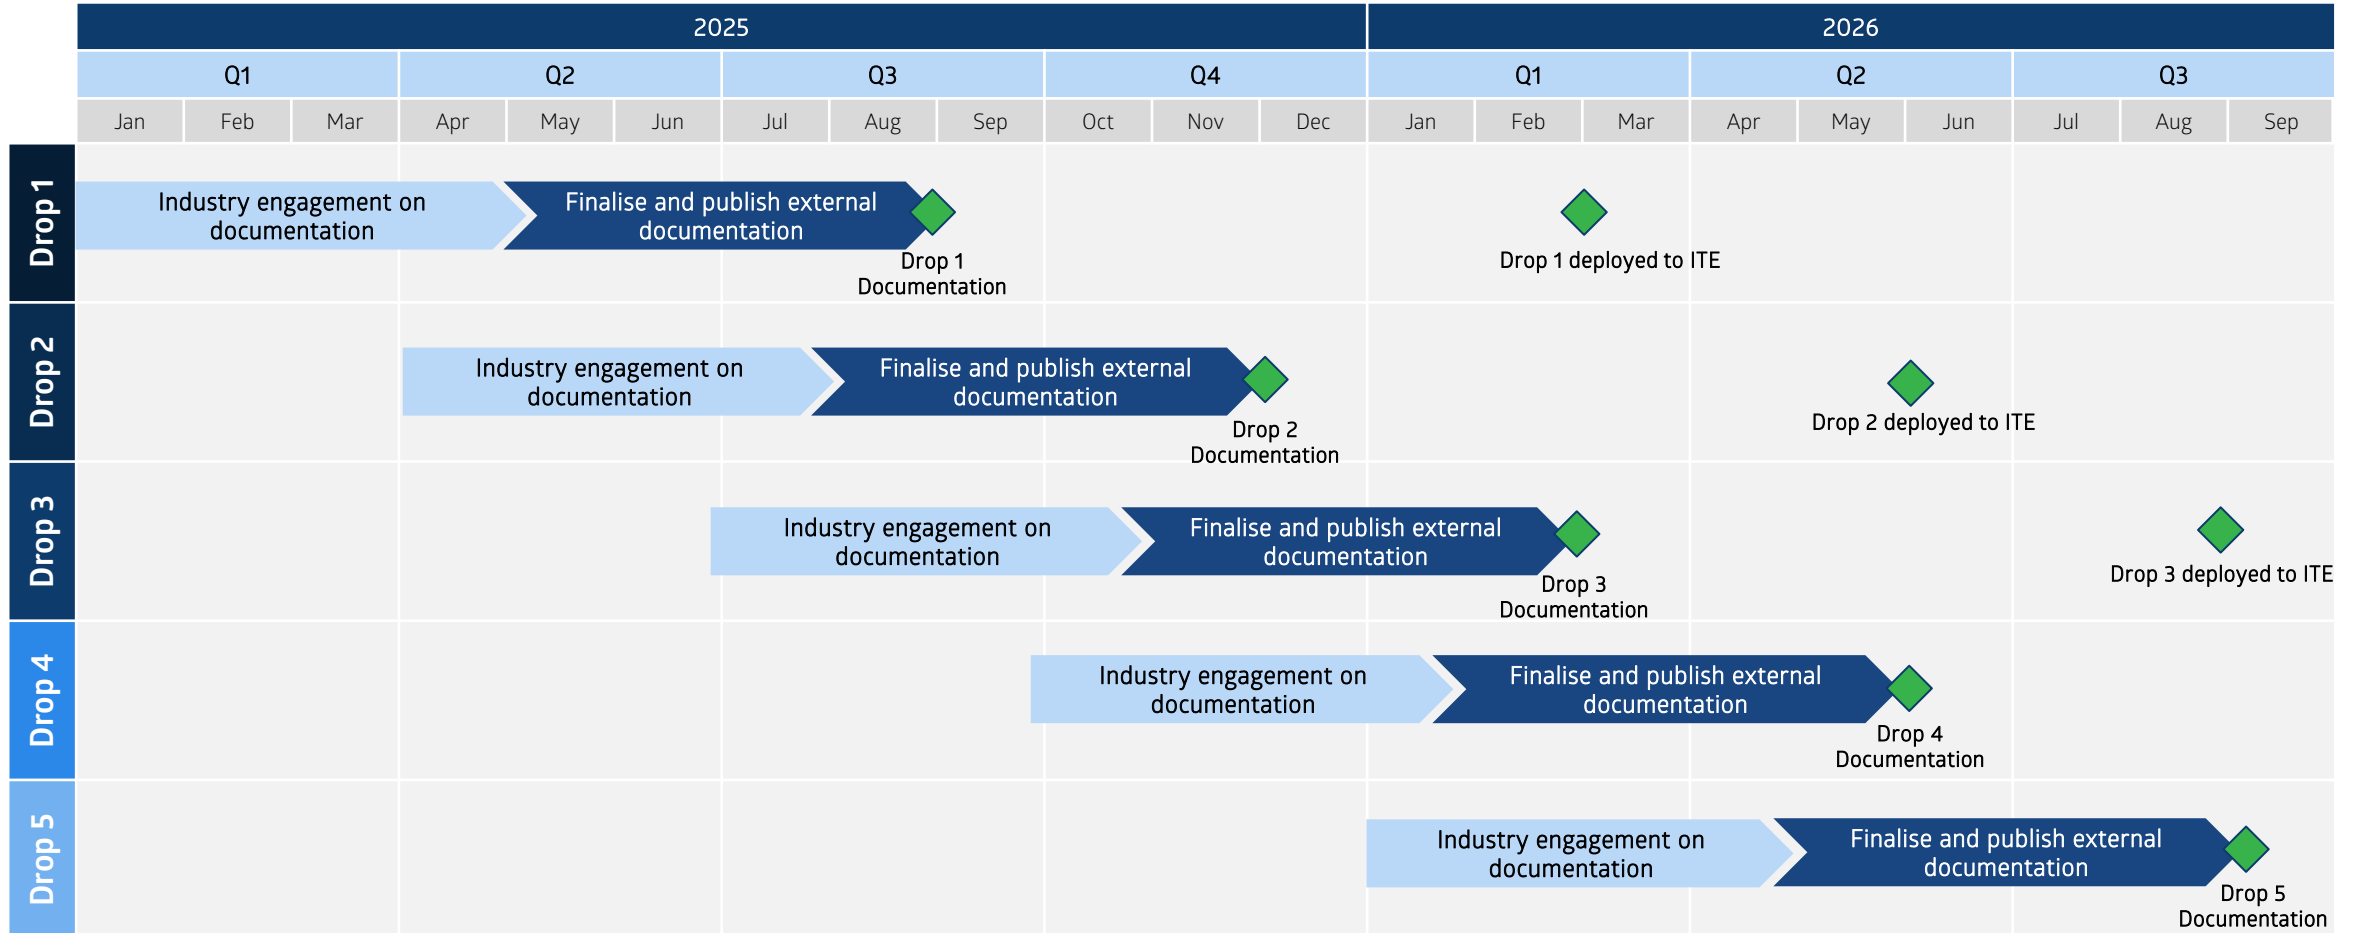 2025
2026
Q1
Q2
Q3
Q4
Q1
Q2
Q3
Jan
Feb
Mar
Apr
May
Jun
Jul
Aug
Sep
Oct
Nov
Dec
Jan
Feb
Mar
Apr
May
Jun
Jul
Aug
Sep
Drop 1
Industry engagement on
documentation
Finalise and publish external
documentation
Drop 1
Documentation
Drop 1 deployed to ITE
Drop 2
Industry engagement on
documentation
Finalise and publish external
documentation
Drop 2
Documentation
Drop 2 deployed to ITE
Drop 3
Industry engagement on
documentation
Finalise and publish external
documentation
Drop 3
Documentation
Drop 3 deployed to ITE
Drop 4
Industry engagement on
documentation
Finalise and publish external
documentation
Drop 4
Documentation
Drop 5
Industry engagement on
documentation
Finalise and publish external
documentation
Drop 5
Documentation